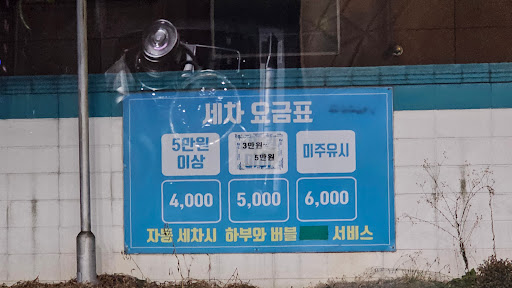 세차 요금표
5만원 이상
3만원~ 5만원
미주유시
4,000
5,000
6,000
자동 세차시 하부와 버블 서비스